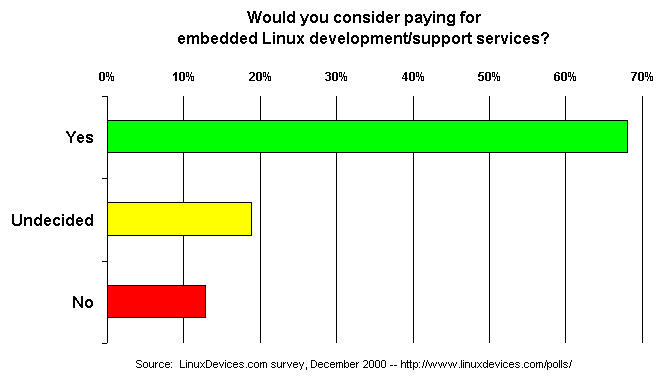 Would you consider paying for
embedded Linux development/support services?
0% 10% 20% 30% 40% 50% 60% 70%
Yes
Undecided
No
Source: LinuxDevices.com survey, December 2000 -- http://www.linuxdevices.com/polls/